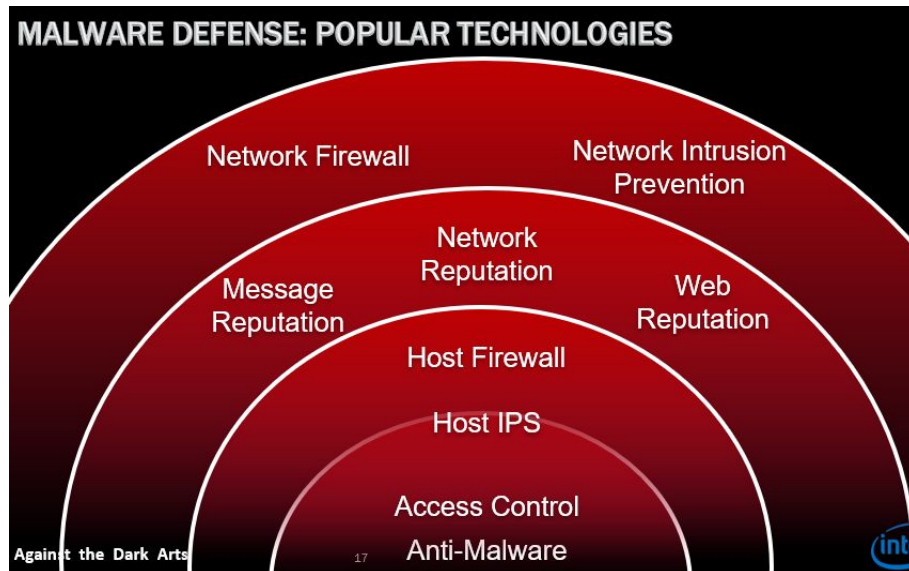 MALWARE DEFENSE: POPULAR TECHNOLOGIES
Network Firewall
Network Intrusion
Prevention
Network
Reputation
Message
Reputation
Web
Reputation
Host Firewall
Host IPS
Access Control
Anti-Malware
Against the Dark Arts
17
(int